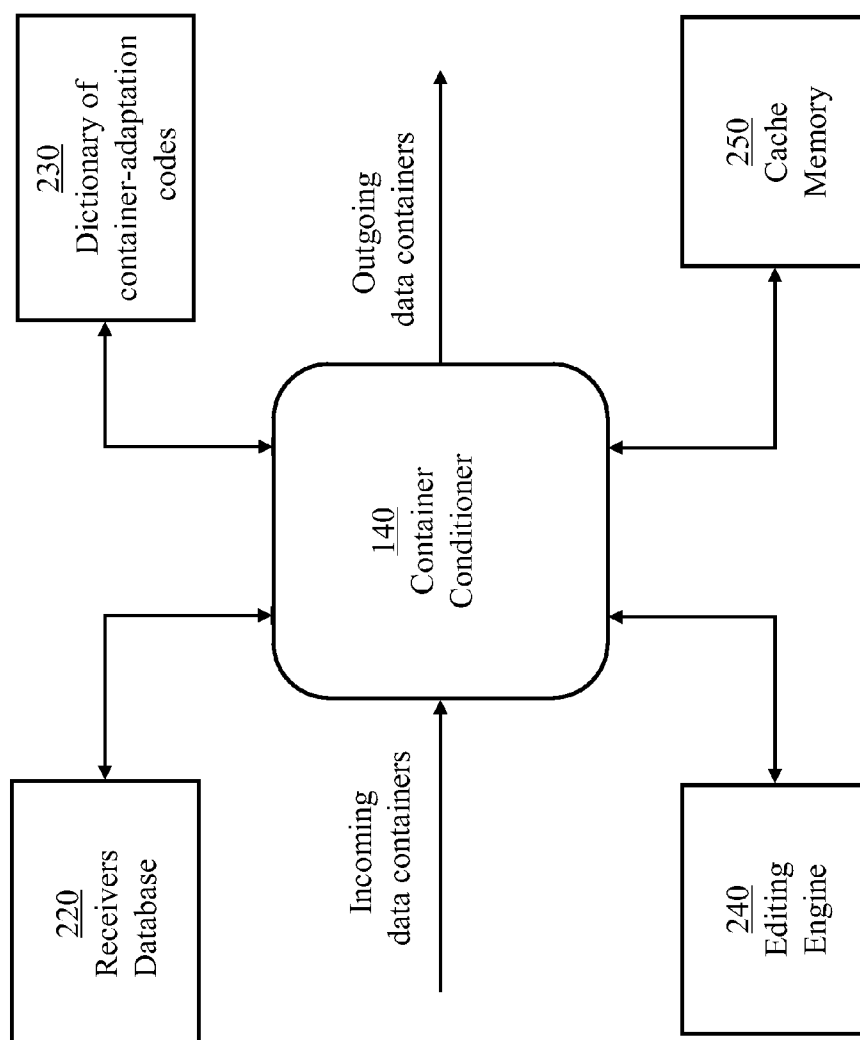 220
Receivers
Database
230
Dictionary of
container-adaptation
codes
Incoming
data containers
140
Container
Conditioner
Outgoing
data containers
240
Editing
Engine
250
Cache
Memory